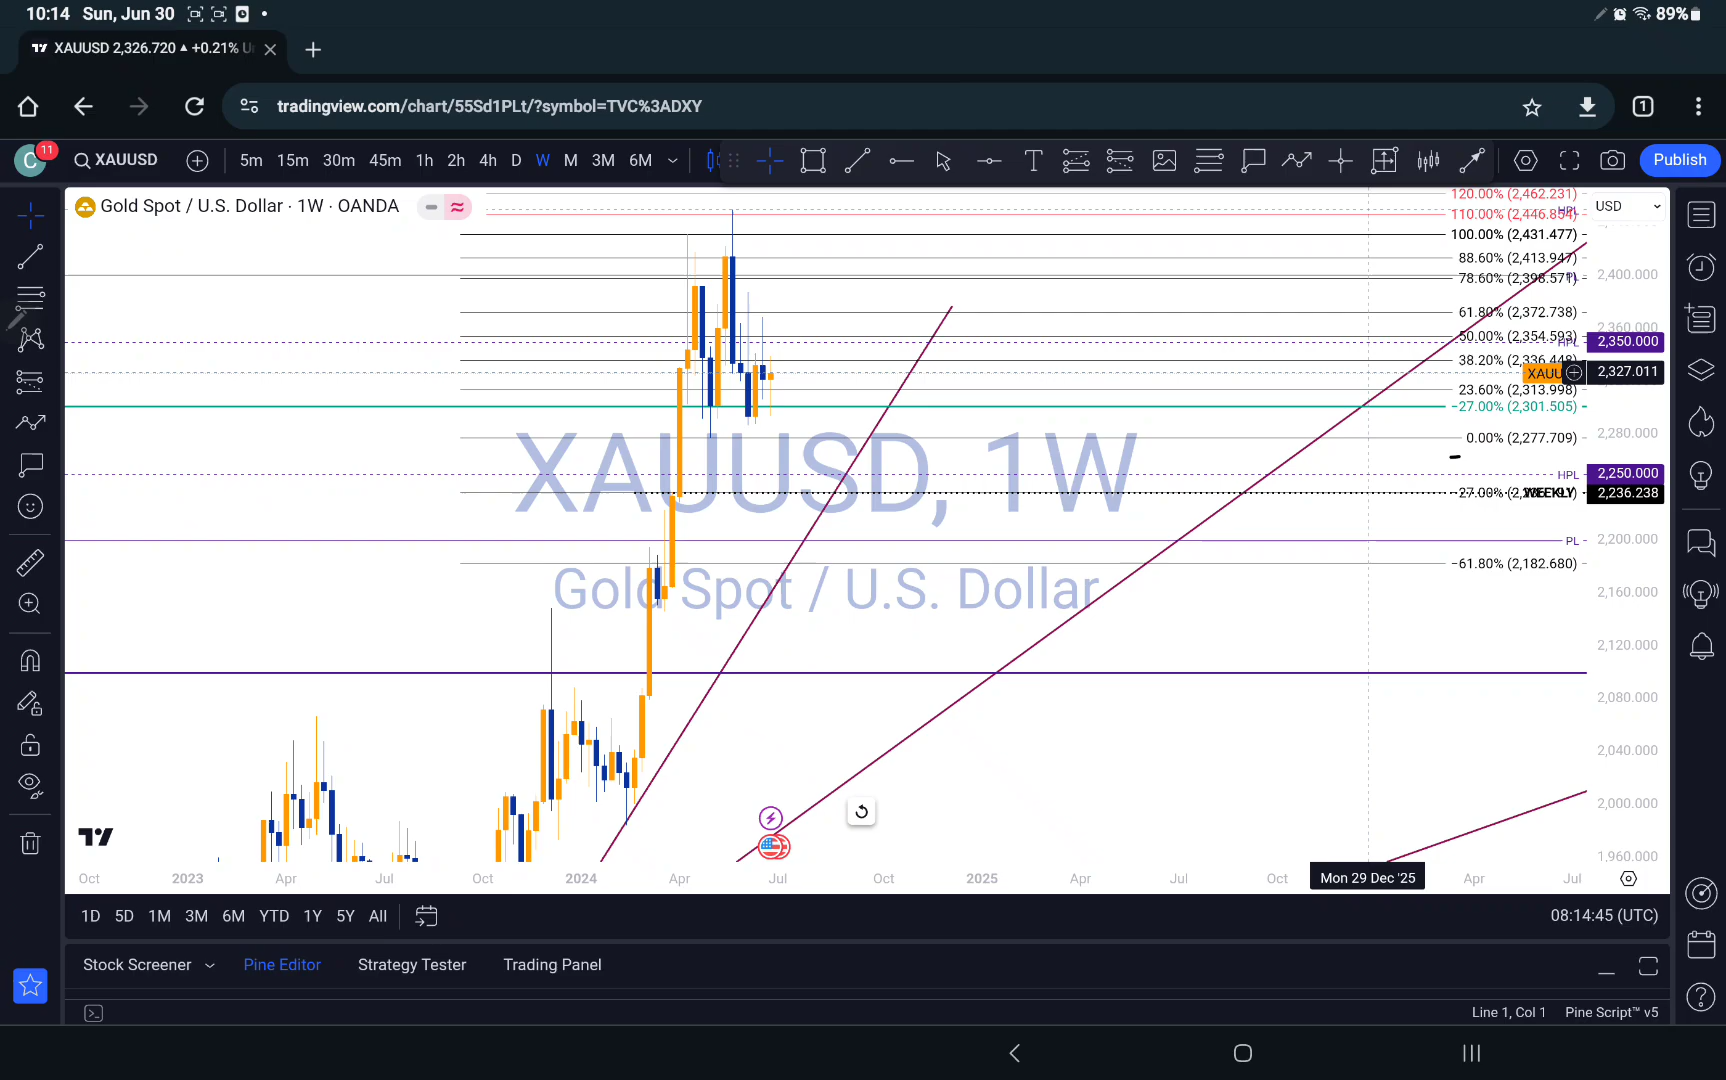 10:14 Sun, Jun 30 89%
XAUUSD 2,326.720 ▲ +0.21%
tradingview.com/chart/55Sd1PLt/?symbol=TVC%3ADXY 1
C 11 XAUUSD 5m 15m 30m 45m 1h 2h 4h D W M 3M 6M Publish
Gold Spot / U.S. Dollar · 1W · OANDA
120.00% (2,462.231) USD
HPL
110.00% (2,446.854)
100.00% (2,431.477)
88.60% (2,413.947)
78.60% (2,398.571) PL 2,400.000
61.80% (2,372.738)
2,360.000
50.00% (2,354.593)
HPL 2,350.000
38.20% (2,336.448)
XAUU 2,327.011
23.60% (2,313.998)
-27.00% (2,301.505)
0.00% (2,277.709) 2,280.000
XAUUSD, 1W
HPL 2,250.000
-27.00% WEEKLY 2,236.238
2,200.000
PL
-61.80% (2,182.680)
Gold Spot / U.S. Dollar
2,160.000
2,120.000
2,080.000
2,040.000
2,000.000
1,960.000
Oct 2023 Apr Jul Oct 2024 Apr Jul Oct 2025 Apr Jul Oct Mon 29 Dec '25 Apr Jul
1D 5D 1M 3M 6M YTD 1Y 5Y All 08:14:45 (UTC)
Stock Screener Pine Editor Strategy Tester Trading Panel
Line 1, Col 1 Pine Script™ v5